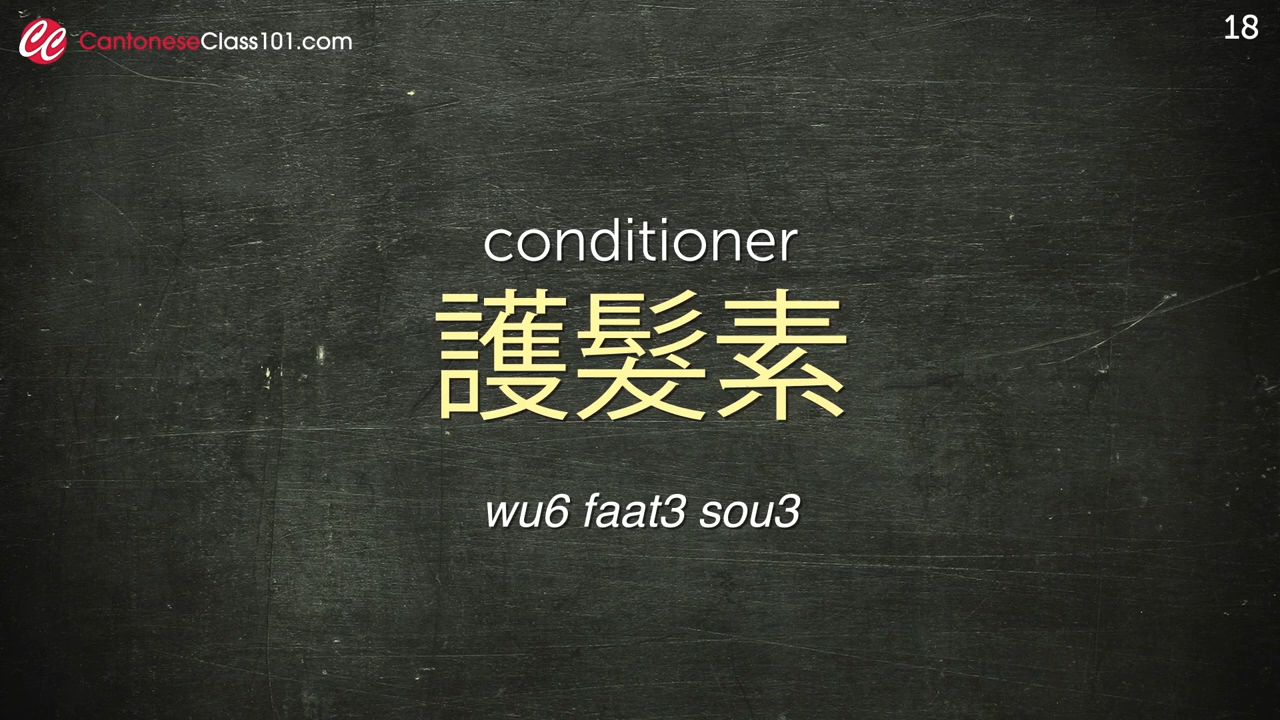 CantoneseClass101.com
18
conditioner
護髮素
wu6 faat3 sou3